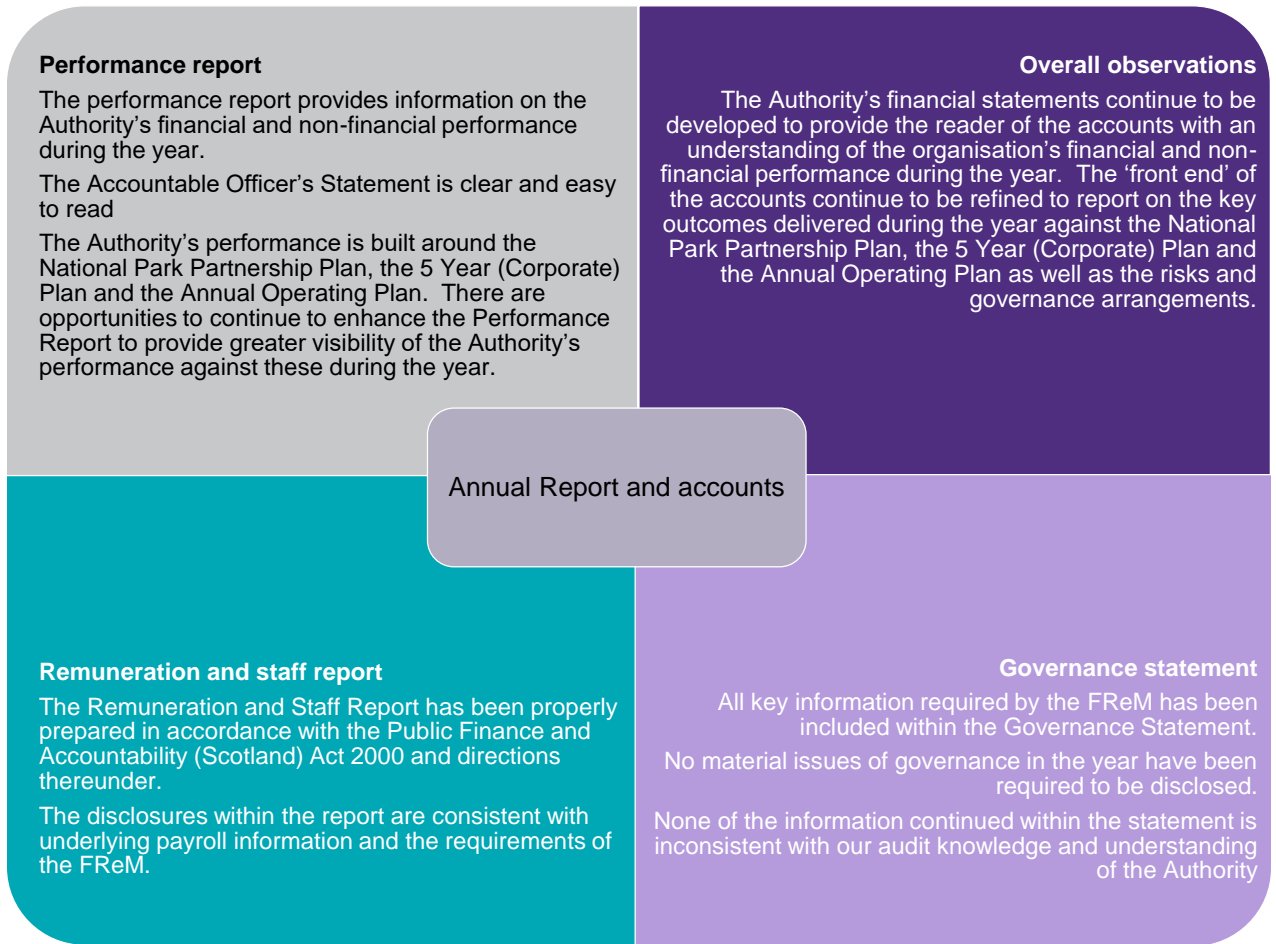 Performance report
The performance report provides information on the
Authority’s financial and non-financial performance
during the year.
The Accountable Officer’s Statement is clear and easy
to read
The Authority’s performance is built around the
National Park Partnership Plan, the 5 Year (Corporate)
Plan and the Annual Operating Plan.  There are
opportunities to continue to enhance the Performance
Report to provide greater visibility of the Authority’s
performance against these during the year.
Overall observations
The Authority’s financial statements continue to be
developed to provide the reader of the accounts with an
understanding of the organisation’s financial and non-
financial performance during the year.  The ‘front end’ of
the accounts continue to be refined to report on the key
outcomes delivered during the year against the National
Park Partnership Plan, the 5 Year (Corporate) Plan and
the Annual Operating Plan as well as the risks and
governance arrangements.
Annual Report and accounts
Remuneration and staff report
The Remuneration and Staff Report has been properly
prepared in accordance with the Public Finance and
Accountability (Scotland) Act 2000 and directions
thereunder.
The disclosures within the report are consistent with
underlying payroll information and the requirements of
the FReM.
Governance statement
All key information required by the FReM has been
included within the Governance Statement.
No material issues of governance in the year have been
required to be disclosed.
None of the information continued within the statement is
inconsistent with our audit knowledge and understanding
of the Authority